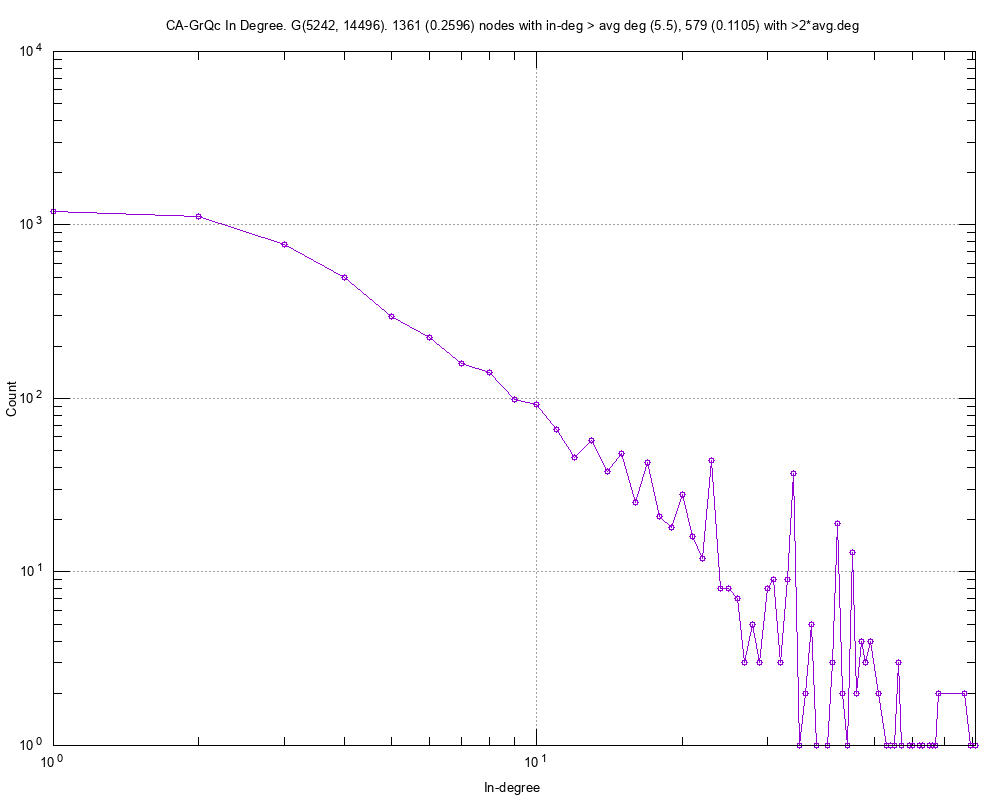 CA-GrQc In Degree. G(5242, 14496). 1361 (0.2596) nodes with in-deg > avg deg (5.5), 579 (0.1105) with >2*avg.deg
10^4
10^3
10^2
10^1
10^0
Count
10^0
10^1
In-degree